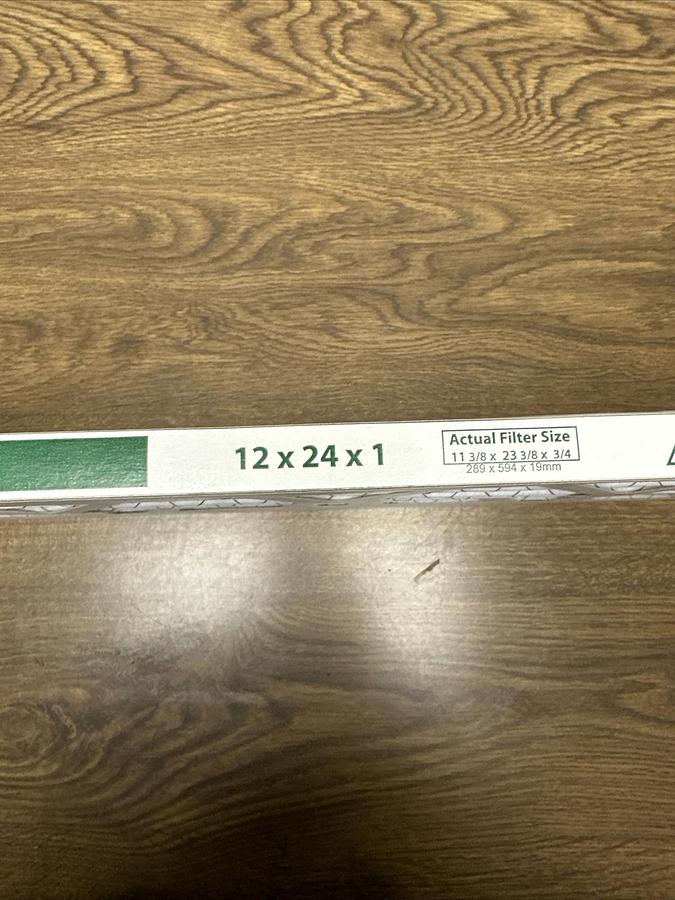 12 x 24 x 1
Actual Filter Size
11 3/8 x 23 3/8 x 3/4
289 x 594 x 19mm